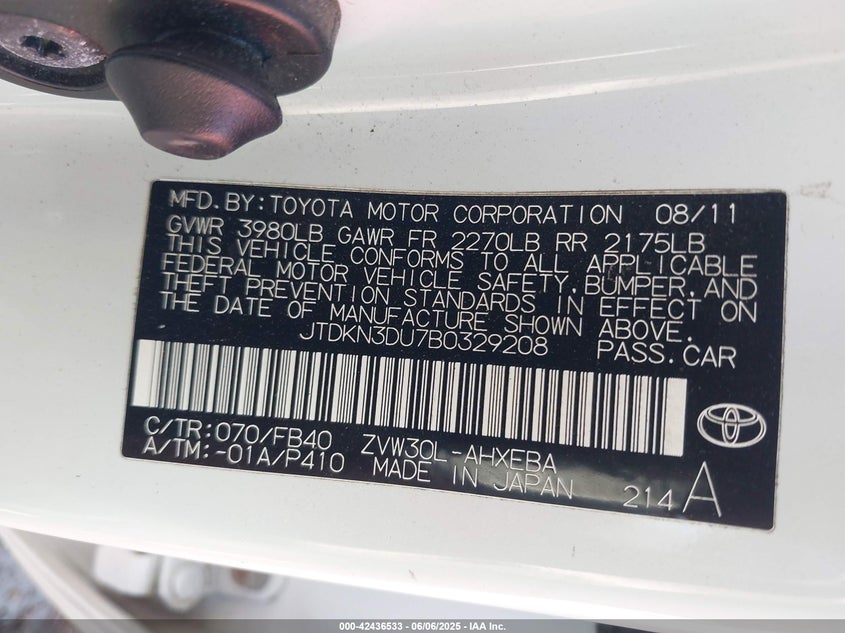 MFD. BY: TOYOTA MOTOR CORPORATION 08/11
GVWR 3980LB GAWR FR 2270LB RR 2175LB
THIS VEHICLE CONFORMS TO ALL APPLICABLE
FEDERAL MOTOR VEHICLE SAFETY, BUMPER, AND
THEFT PREVENTION STANDARDS IN EFFECT ON
THE DATE OF MANUFACTURE SHOWN ABOVE.
JTDKN3DU7B0329208 PASS. CAR
C/TR: 070/FB40 ZVW30L-AHXEBA
A/TM: -01A/P410 MADE IN JAPAN 214 A
000-42436533 - 06/06/2025 - IAA Inc.